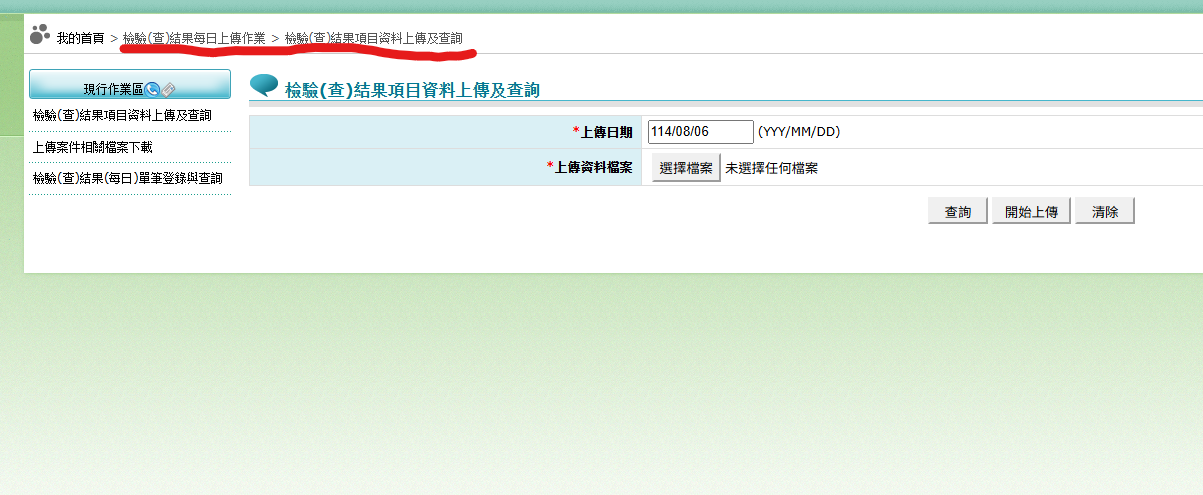 我的首頁 > 檢驗(查)結果每日上傳作業 > 檢驗(查)結果項目資料上傳及查詢
現行作業區
檢驗(查)結果項目資料上傳及查詢
上傳案件相關檔案下載
檢驗(查)結果(每日)單筆登錄與查詢
檢驗(查)結果項目資料上傳及查詢
*上傳日期 114/08/06 (YYY/MM/DD)
*上傳資料檔案 選擇檔案 未選擇任何檔案
查詢 開始上傳 清除